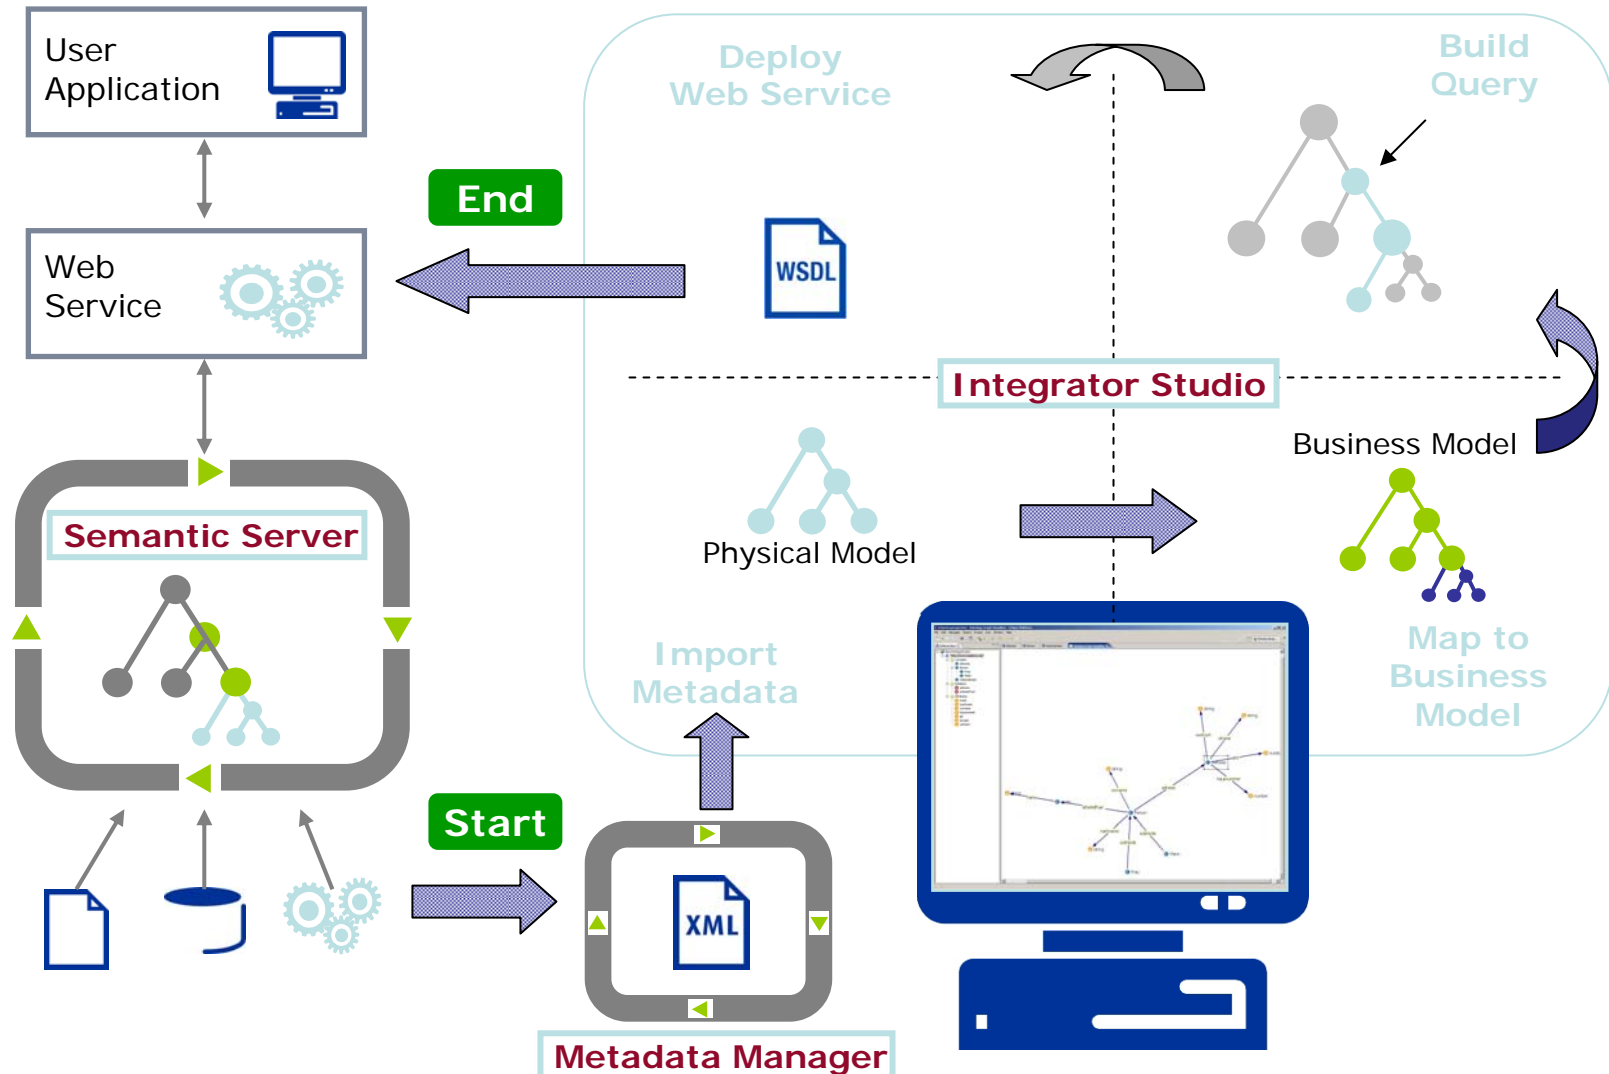 User
Application
Deploy
Web Service
Build
Query
End
Web
Service
WSDL
Integrator Studio
Business Model
Semantic Server
Physical Model
Import
Metadata
Map to
Business
Model
Start
XML
Metadata Manager